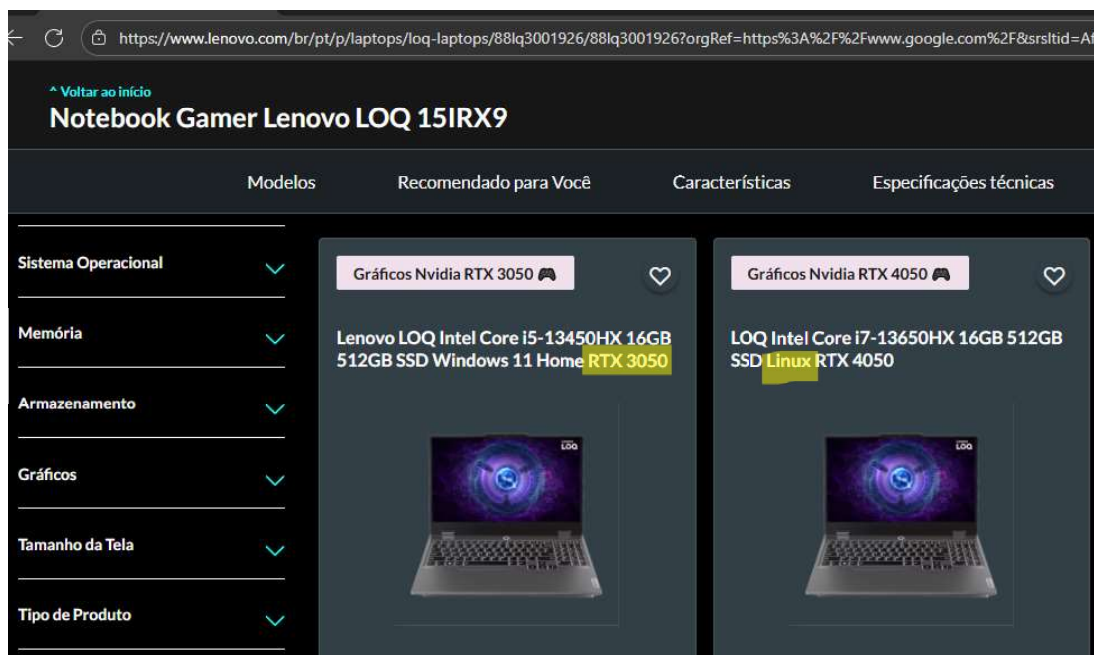 https://www.lenovo.com/br/pt/p/laptops/loq-laptops/88lq3001926/88lq3001926?orgRef=https%3A%2F%2Fwww.google.com%2F&srsltid=Af
^ Voltar ao início
Notebook Gamer Lenovo LOQ 15IRX9
Modelos Recomendado para Você Características Especificações técnicas
Sistema Operacional
Memória
Armazenamento
Gráficos
Tamanho da Tela
Tipo de Produto
Gráficos Nvidia RTX 3050 🎮
Lenovo LOQ Intel Core i5-13450HX 16GB
512GB SSD Windows 11 Home RTX 3050
LOQ
Gráficos Nvidia RTX 4050 🎮
LOQ Intel Core i7-13650HX 16GB 512GB
SSD Linux RTX 4050
LOQ